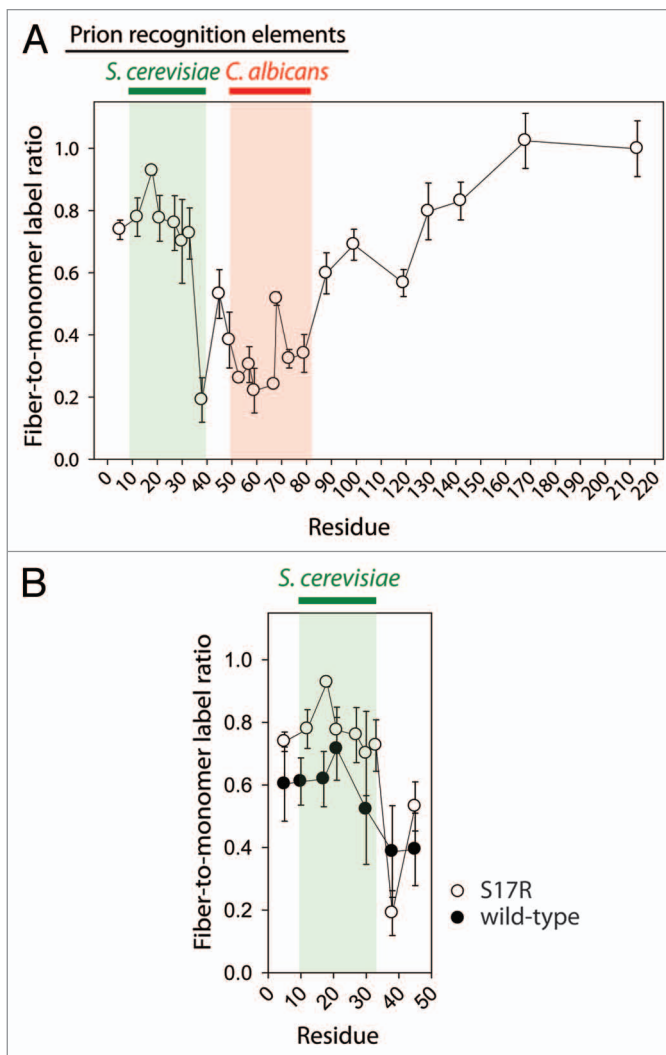 A Prion recognition elements
S. cerevisiae C. albicans
Fiber-to-monomer label ratio
1.0
0.8
0.6
0.4
0.2
0.0
0 10 20 30 40 50 60 70 80 90 100 110 120 130 140 150 160 170 180 190 200 210 220
Residue
B
S. cerevisiae
Fiber-to-monomer label ratio
1.0
0.8
0.6
0.4
0.2
0.0
0 10 20 30 40 50
Residue
S17R
wild-type